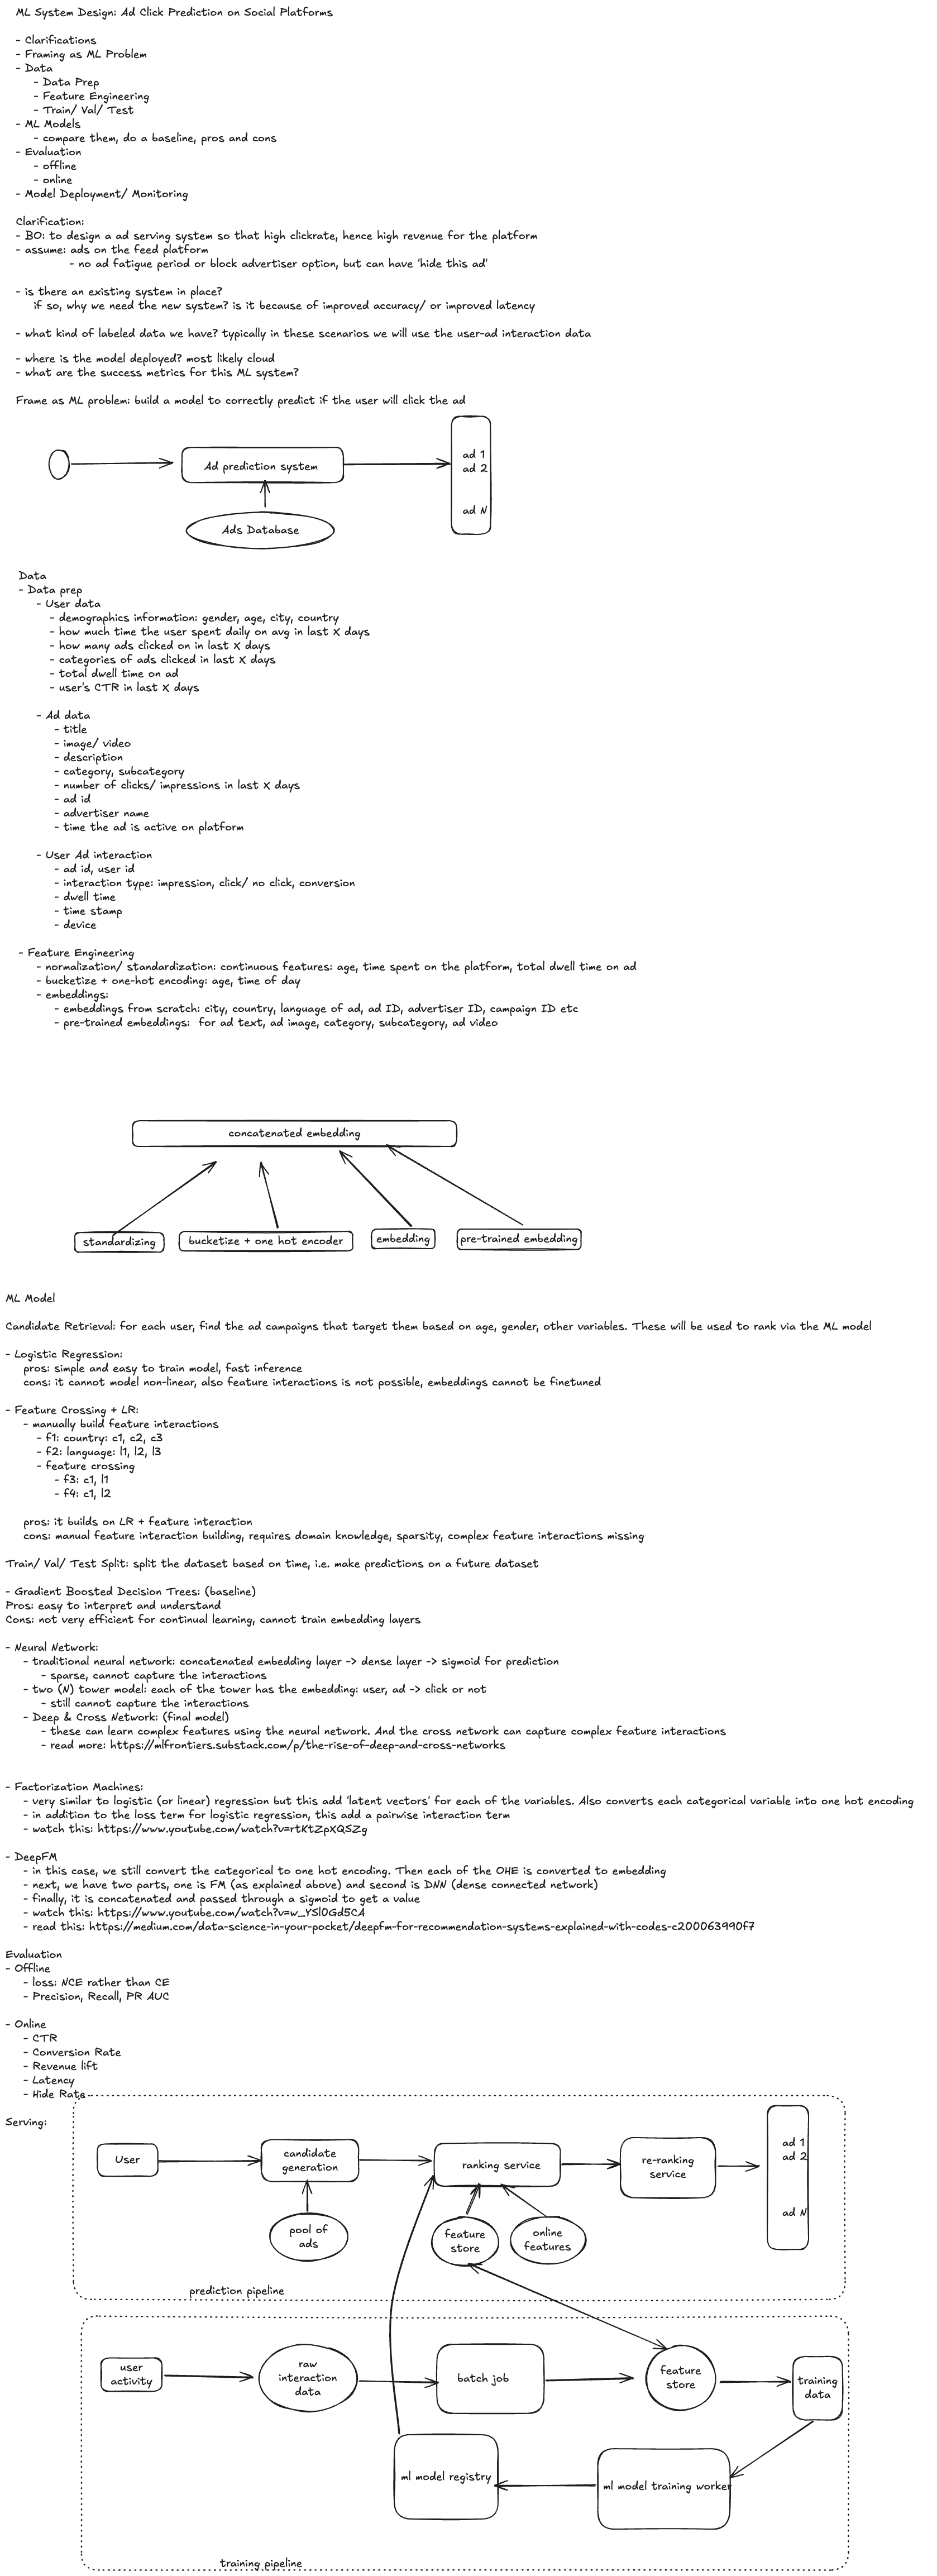 ML System Design: Ad Click Prediction on Social Platforms
- Clarifications
- Framing as ML Problem
- Data
- Data Prep
- Feature Engineering
- Train/ Val/ Test
- ML Models
- compare them, do a baseline, pros and cons
- Evaluation
- offline
- online
- Model Deployment/ Monitoring
Clarification:
- BO: to design a ad serving system so that high clickrate, hence high revenue for the platform
- assume: ads on the feed platform
- no ad fatigue period or block advertiser option, but can have 'hide this ad'
- is there an existing system in place?
if so, why we need the new system? is it because of improved accuracy/ or improved latency
- what kind of labeled data we have? typically in these scenarios we will use the user-ad interaction data
- where is the model deployed? most likely cloud
- what are the success metrics for this ML system?
Frame as ML problem: build a model to correctly predict if the user will click the ad
Ad prediction system
ad 1
ad 2
ad N
Ads Database
Data
- Data prep
- User data
- demographics information: gender, age, city, country
- how much time the user spent daily on avg in last X days
- how many ads clicked on in last X days
- categories of ads clicked in last X days
- total dwell time on ad
- user's CTR in last X days
- Ad data
- title
- image/ video
- description
- category, subcategory
- number of clicks/ impressions in last X days
- ad id
- advertiser name
- time the ad is active on platform
- User Ad interaction
- ad id, user id
- interaction type: impression, click/ no click, conversion
- dwell time
- time stamp
- device
- Feature Engineering
- normalization/ standardization: continuous features: age, time spent on the platform, total dwell time on ad
- bucketize + one-hot encoding: age, time of day
- embeddings:
- embeddings from scratch: city, country, language of ad, ad ID, advertiser ID, campaign ID etc
- pre-trained embeddings:  for ad text, ad image, category, subcategory, ad video
concatenated embedding
standardizing
bucketize + one hot encoder
embedding
pre-trained embedding
ML Model
Candidate Retrieval: for each user, find the ad campaigns that target them based on age, gender, other variables. These will be used to rank via the ML model
- Logistic Regression:
pros: simple and easy to train model, fast inference
cons: it cannot model non-linear, also feature interactions is not possible, embeddings cannot be finetuned
- Feature Crossing + LR:
- manually build feature interactions
- f1: country: c1, c2, c3
- f2: language: l1, l2, l3
- feature crossing
- f3: c1, l1
- f4: c1, l2
pros: it builds on LR + feature interaction
cons: manual feature interaction building, requires domain knowledge, sparsity, complex feature interactions missing
Train/ Val/ Test Split: split the dataset based on time, i.e. make predictions on a future dataset
- Gradient Boosted Decision Trees: (baseline)
Pros: easy to interpret and understand
Cons: not very efficient for continual learning, cannot train embedding layers
- Neural Network:
- traditional neural network: concatenated embedding layer -> dense layer -> sigmoid for prediction
- sparse, cannot capture the interactions
- two (N) tower model: each of the tower has the embedding: user, ad -> click or not
- still cannot capture the interactions
- Deep & Cross Network: (final model)
- these can learn complex features using the neural network. And the cross network can capture complex feature interactions
- read more: https://mlfrontiers.substack.com/p/the-rise-of-deep-and-cross-networks
- Factorization Machines:
- very similar to logistic (or linear) regression but this add 'latent vectors' for each of the variables. Also converts each categorical variable into one hot encoding
- in addition to the loss term for logistic regression, this add a pairwise interaction term
- watch this: https://www.youtube.com/watch?v=rtKtZpXQSZg
- DeepFM
- in this case, we still convert the categorical to one hot encoding. Then each of the OHE is converted to embedding
- next, we have two parts, one is FM (as explained above) and second is DNN (dense connected network)
- finally, it is concatenated and passed through a sigmoid to get a value
- watch this: https://www.youtube.com/watch?v=w_YSl0Gd5CA
- read this: https://medium.com/data-science-in-your-pocket/deepfm-for-recommendation-systems-explained-with-codes-c200063990f7
Evaluation
- Offline
- loss: NCE rather than CE
- Precision, Recall, PR AUC
- Online
- CTR
- Conversion Rate
- Revenue lift
- Latency
- Hide Rate
Serving:
User
candidate
generation
ranking service
re-ranking
service
ad 1
ad 2
ad N
pool of
ads
feature
store
online
features
prediction pipeline
user
activity
raw
interaction
data
batch job
feature
store
training
data
ml model registry
ml model training worker
training pipeline